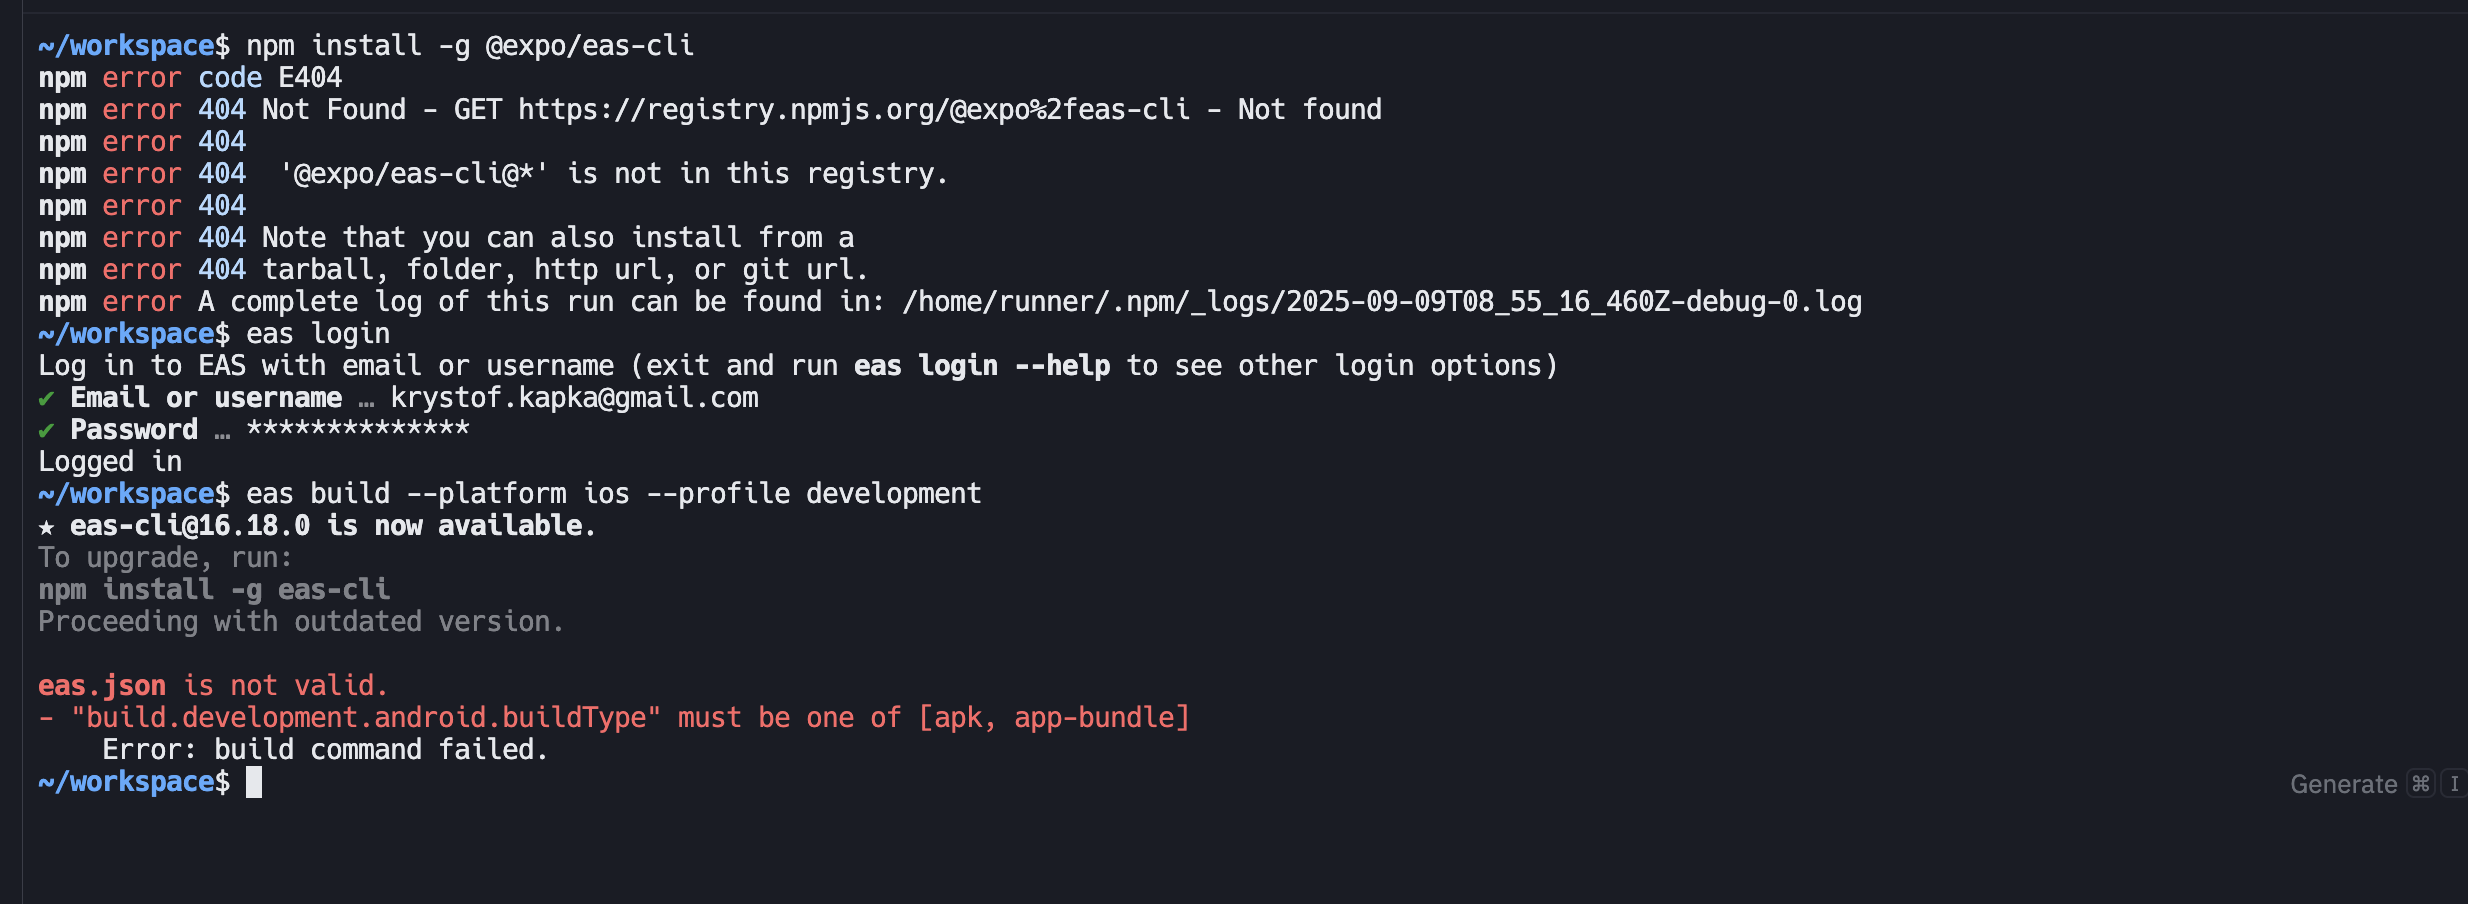 ~/workspace$ npm install -g @expo/eas-cli
npm error code E404
npm error 404 Not Found - GET https://registry.npmjs.org/@expo%2feas-cli - Not found
npm error 404
npm error 404  '@expo/eas-cli@*' is not in this registry.
npm error 404
npm error 404 Note that you can also install from a
npm error 404 tarball, folder, http url, or git url.
npm error A complete log of this run can be found in: /home/runner/.npm/_logs/2025-09-09T08_55_16_460Z-debug-0.log
~/workspace$ eas login
Log in to EAS with email or username (exit and run eas login --help to see other login options)
✔ Email or username … krystof.kapka@gmail.com
✔ Password … **************
Logged in
~/workspace$ eas build --platform ios --profile development
★ eas-cli@16.18.0 is now available.
To upgrade, run:
npm install -g eas-cli
Proceeding with outdated version.

eas.json is not valid.
- "build.development.android.buildType" must be one of [apk, app-bundle]
    Error: build command failed.
~/workspace$
Generate ⌘ I